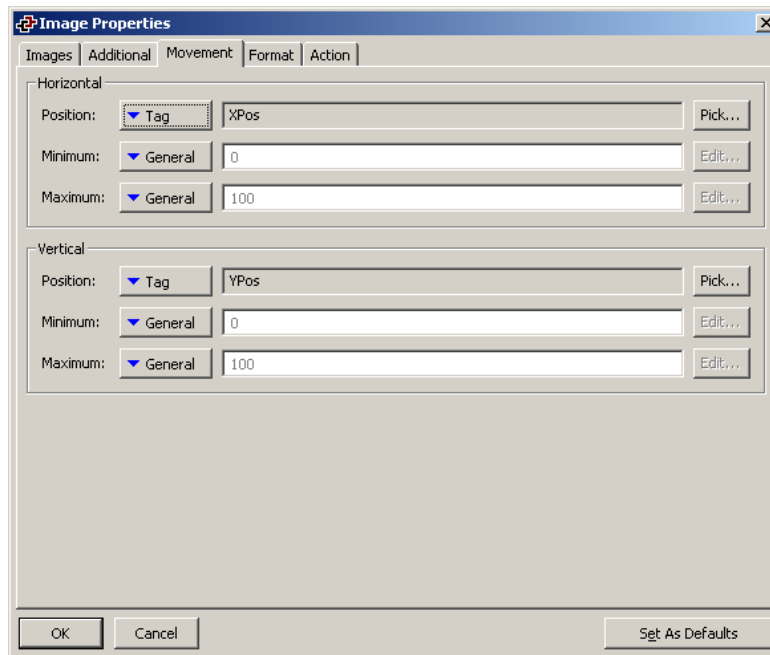 Image Properties
Images Additional Movement Format Action
Horizontal
Position: Tag XPos Pick...
Minimum: General 0 Edit...
Maximum: General 100 Edit...
Vertical
Position: Tag YPos Pick...
Minimum: General 0 Edit...
Maximum: General 100 Edit...
OK Cancel Set As Defaults